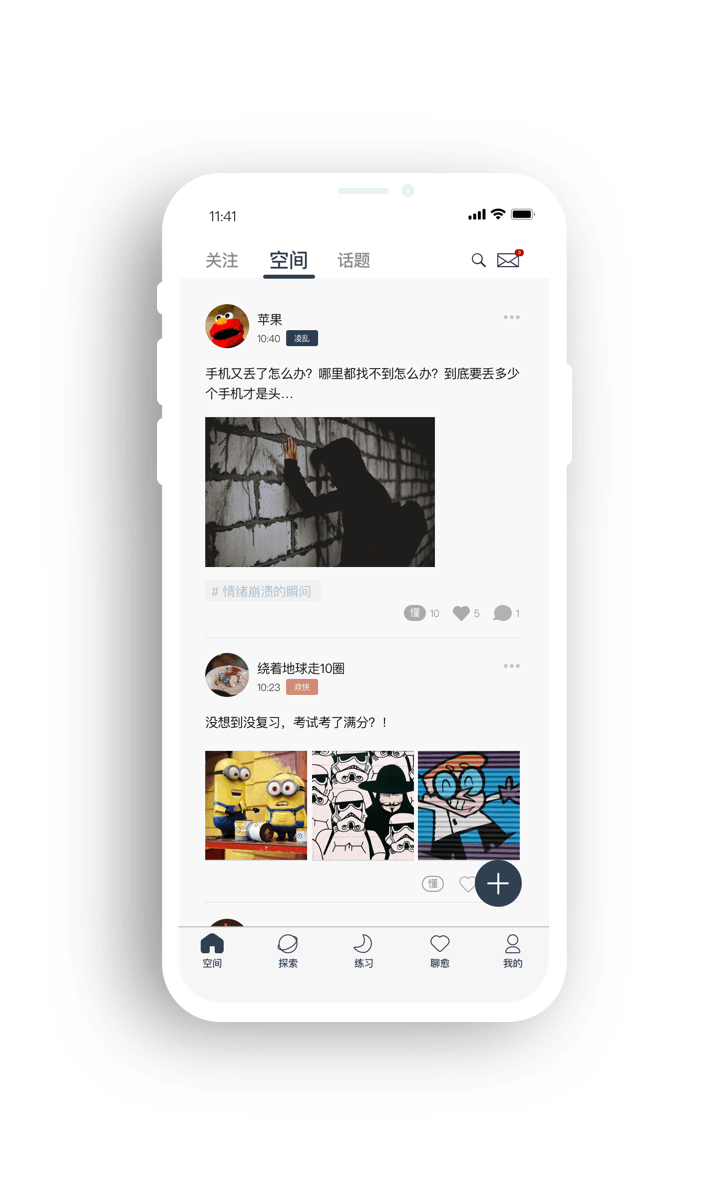 11:41
关注 空间 话题
3
苹果
10:40 凌乱
手机又丢了怎么办？哪里都找不到怎么办？到底要丢多少
个手机才是头...
# 情绪崩溃的瞬间
懂 10 5 1
绕着地球走10圈
10:23 欢快
没想到没复习，考试考了满分？！
懂
空间 探索 练习 聊愈 我的